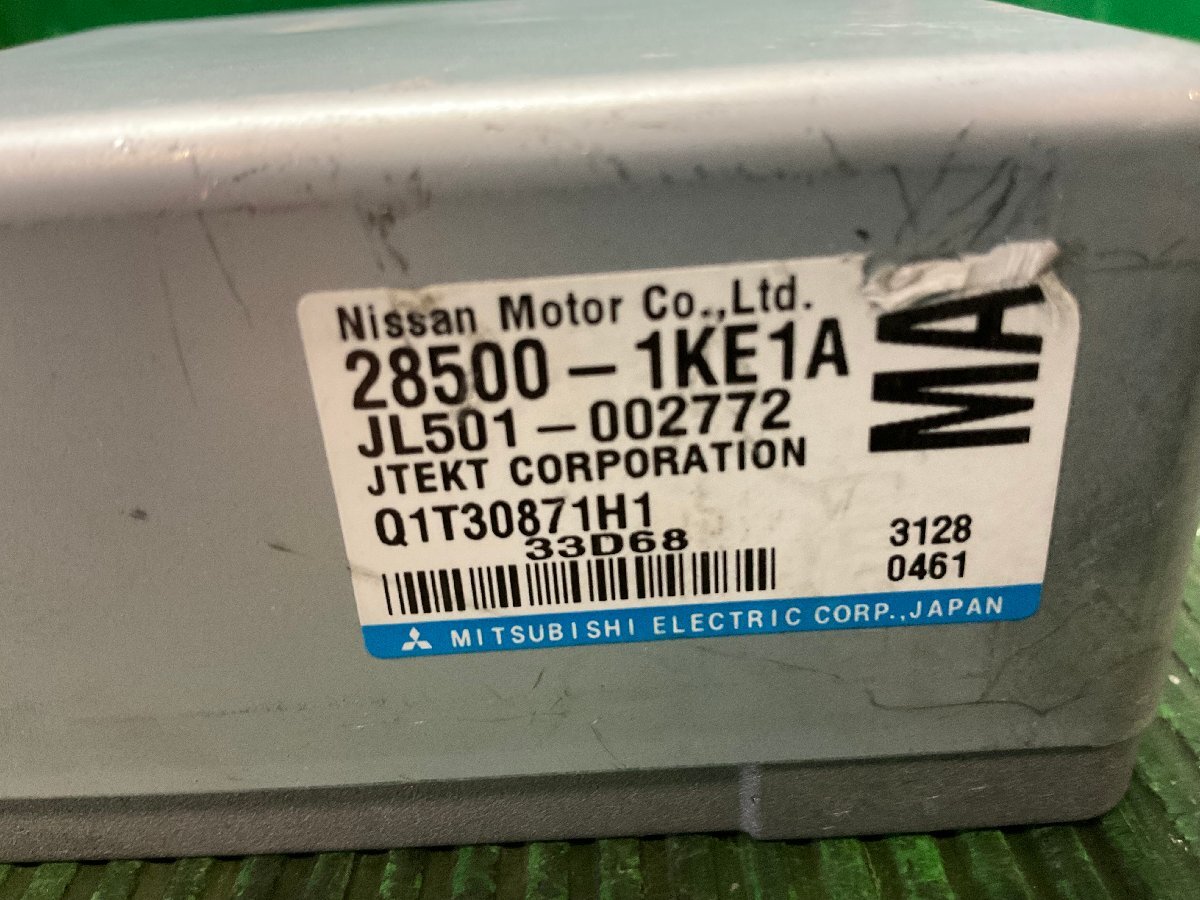 Nissan Motor Co.,Ltd.
28500-1KE1A
JL501-002772
JTEKT CORPORATION
Q1T30871H1
33D68
MA
3128
0461
MITSUBISHI ELECTRIC CORP.,JAPAN